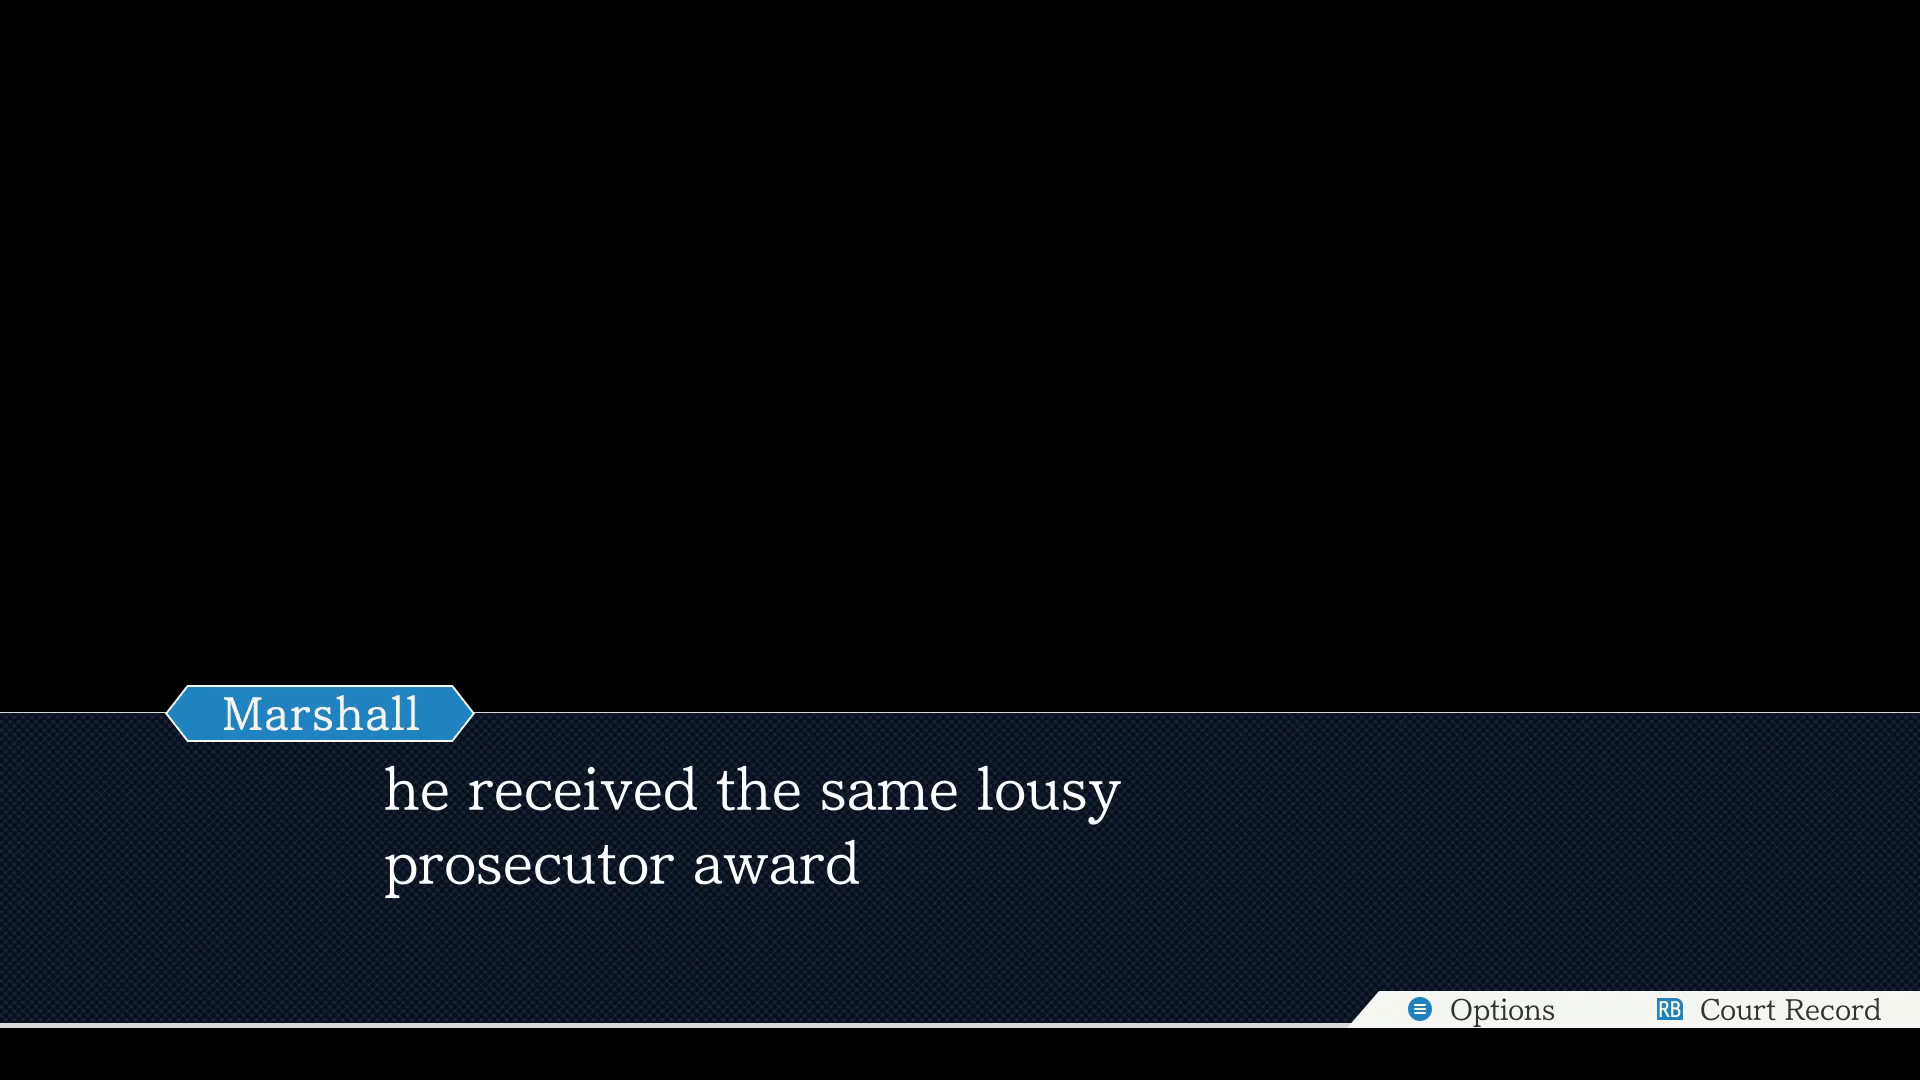 Marshall
he received the same lousy
prosecutor award
Options
RB Court Record